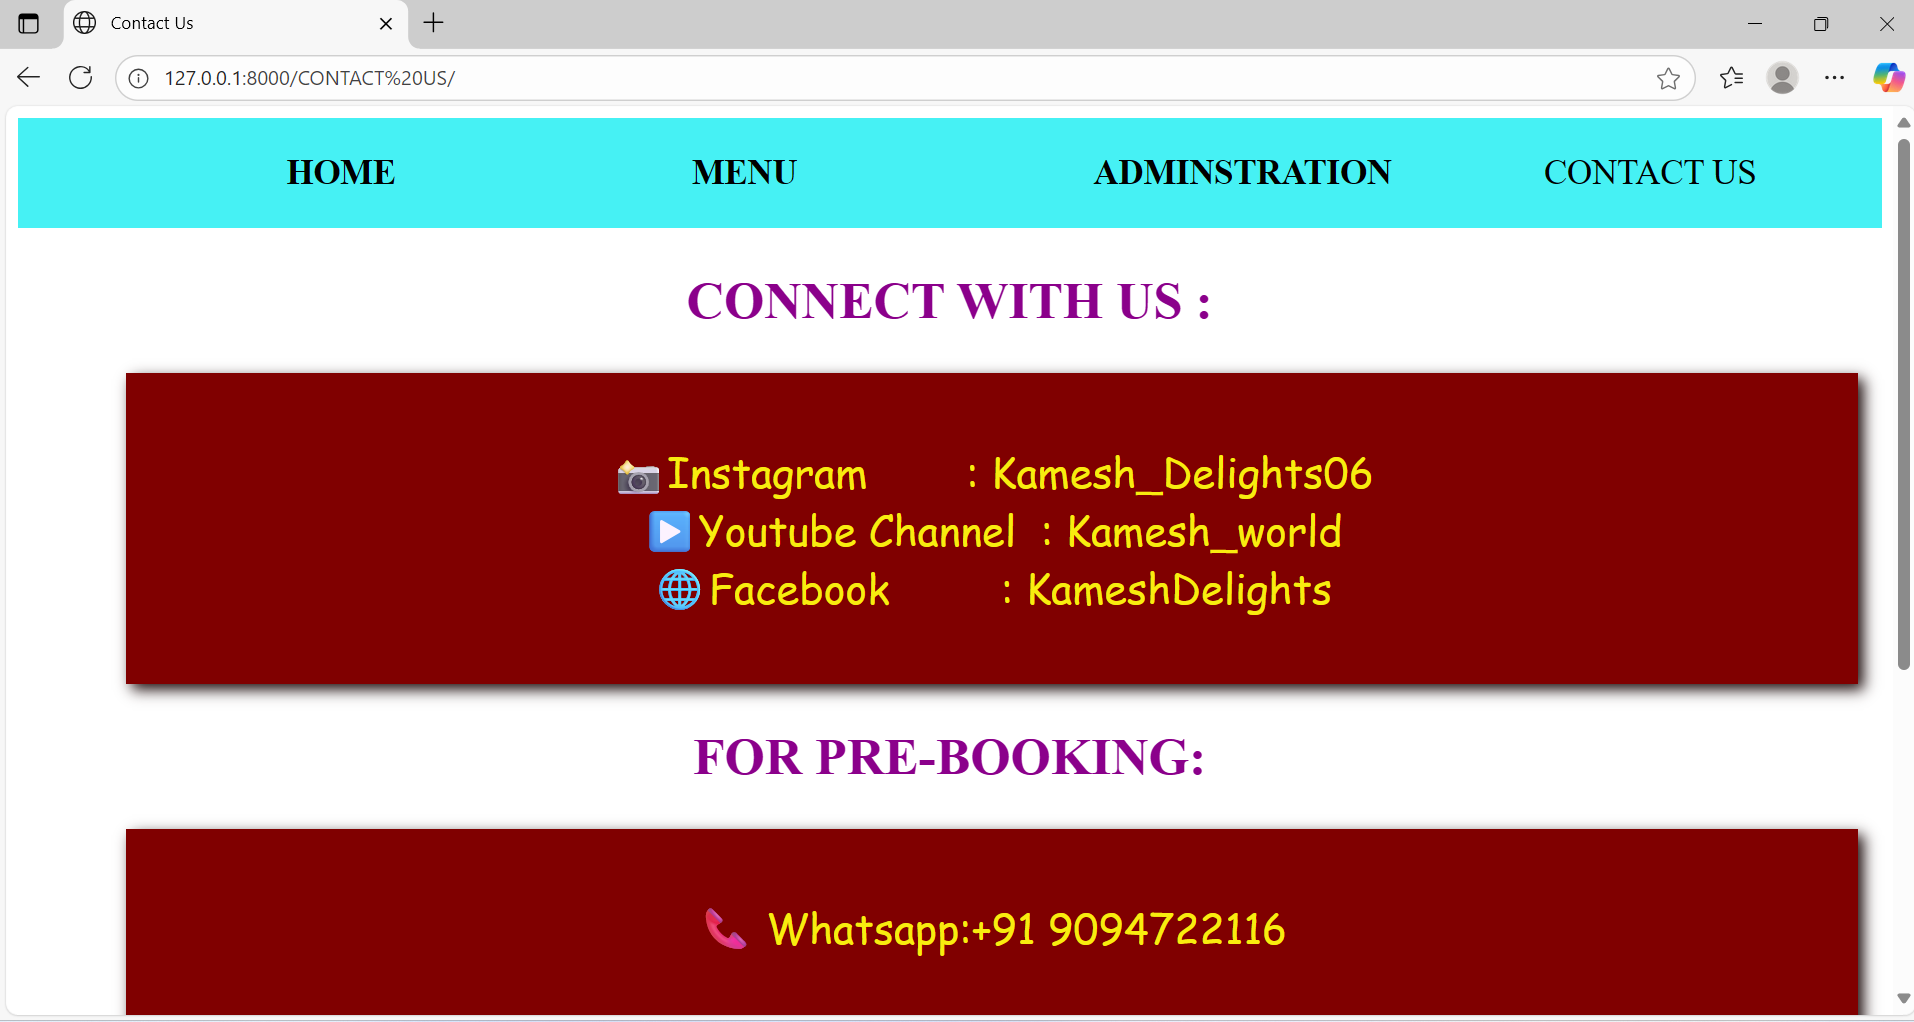 Contact Us
127.0.0.1:8000/CONTACT%20US/
HOME MENU ADMINSTRATION CONTACT US
CONNECT WITH US :
📸Instagram : Kamesh_Delights06
▶️Youtube Channel : Kamesh_world
🌐Facebook : KameshDelights
FOR PRE-BOOKING:
📞 Whatsapp:+91 9094722116